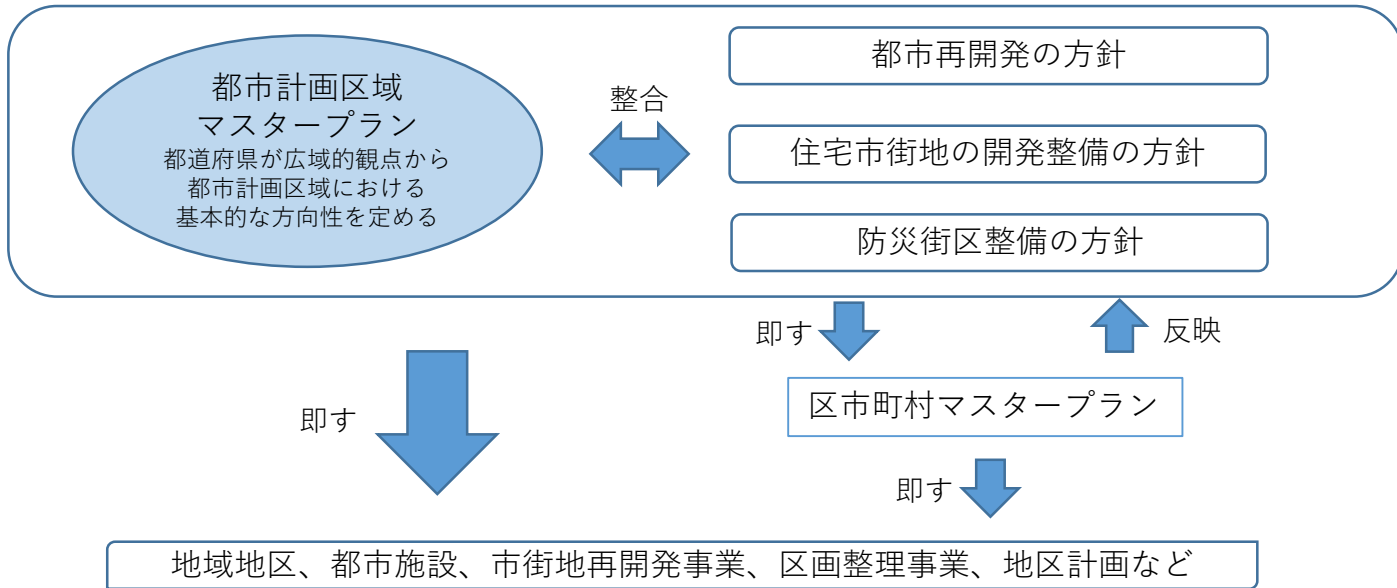 都市計画区域
マスタープラン
都道府県が広域的観点から
都市計画区域における
基本的な方向性を定める
整合
都市再開発の方針
住宅市街地の開発整備の方針
防災街区整備の方針
即す
反映
区市町村マスタープラン
即す
即す
地域地区、都市施設、市街地再開発事業、区画整理事業、地区計画など